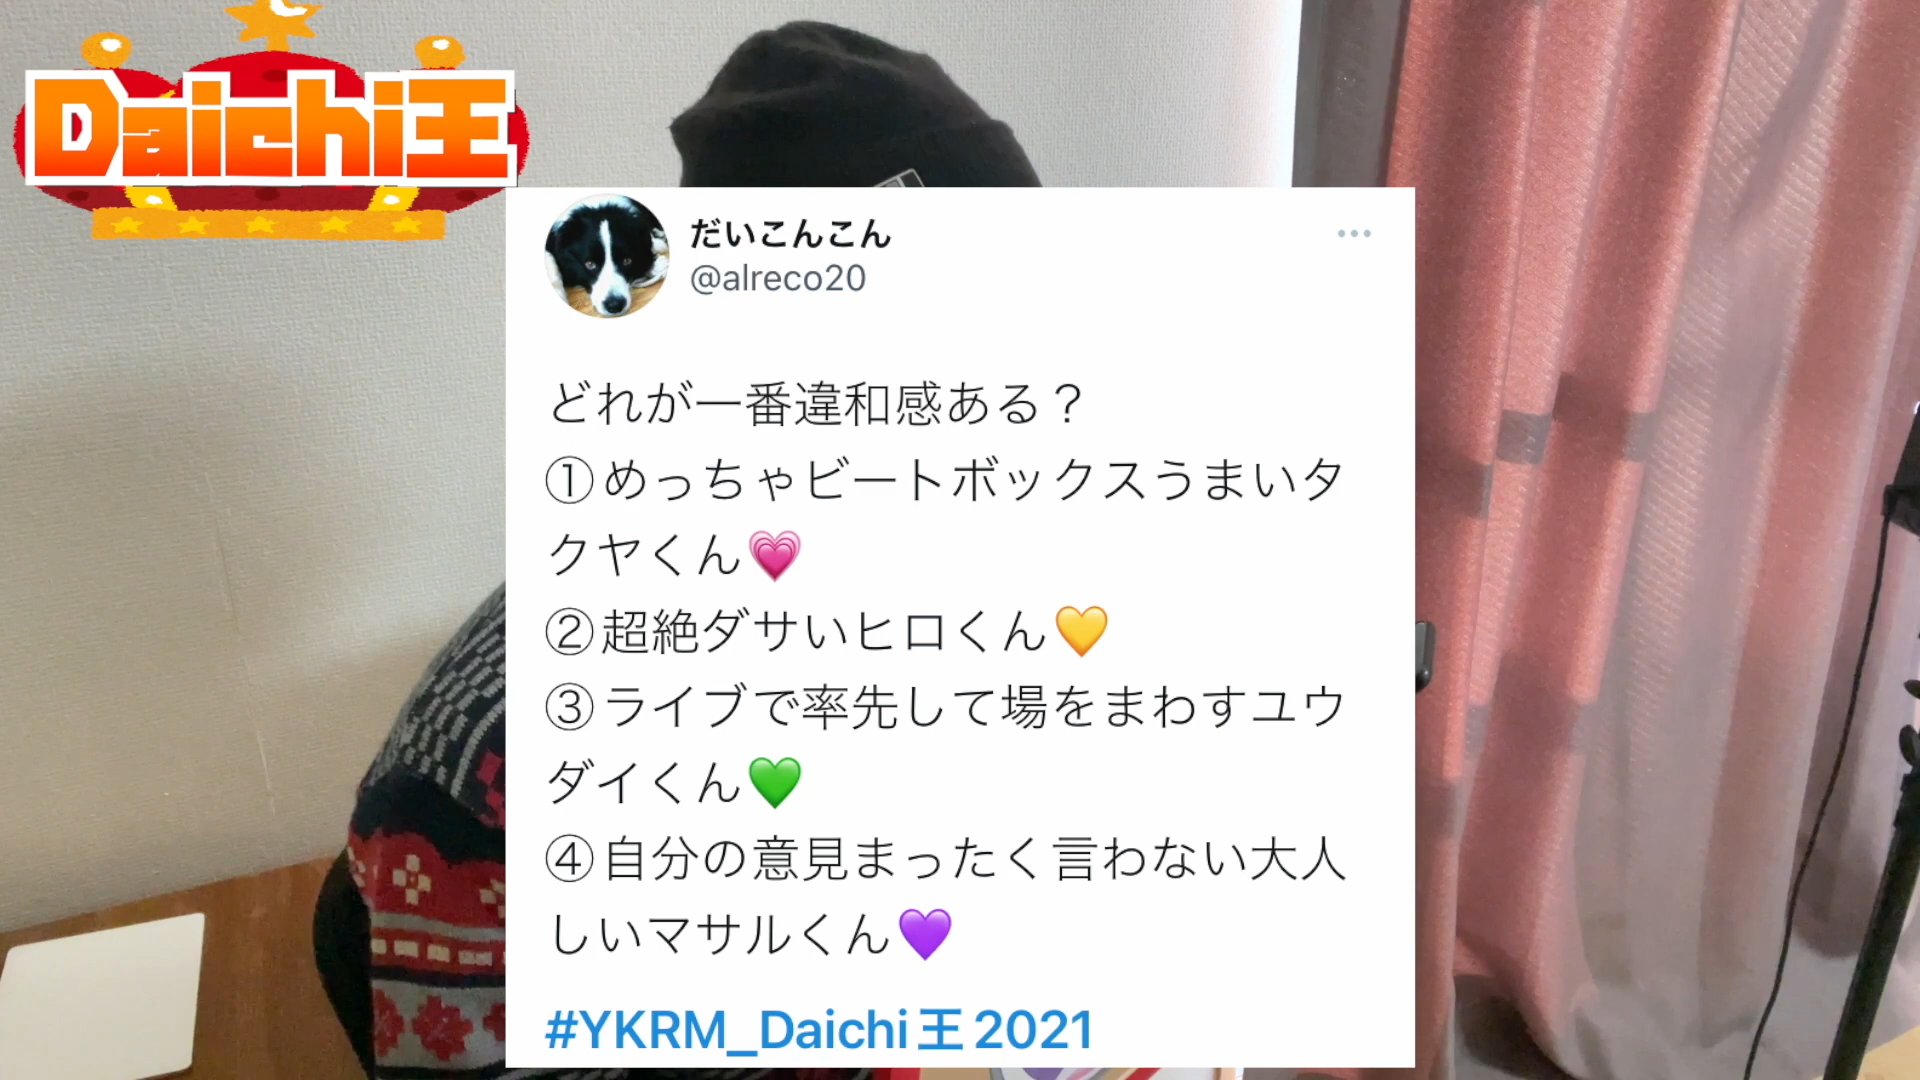 Daichi王
だいこんこん
@alreco20
どれが一番違和感ある？
①めっちゃビートボックスうまいタ
クヤくん💗
②超絶ダサいヒロくん💛
③ライブで率先して場をまわすユウ
ダイくん💚
④自分の意見まったく言わない大人
しいマサルくん💜
#YKRM_Daichi王2021